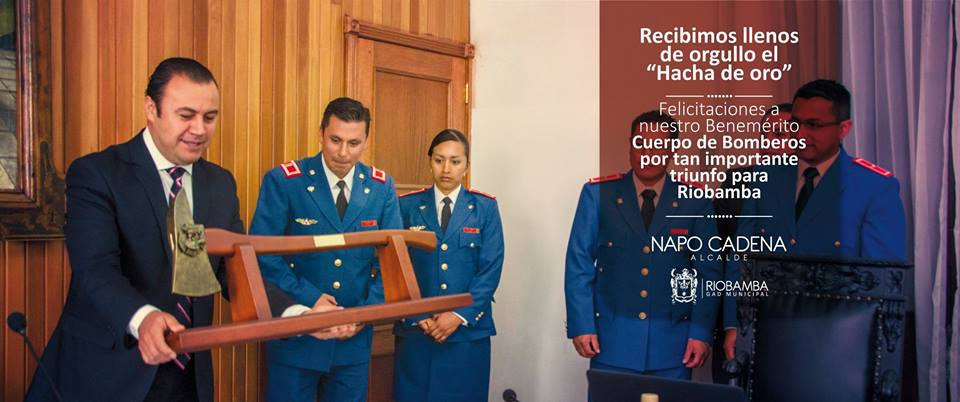 Recibimos llenos
de orgullo el
“Hacha de oro”
Felicitaciones a
nuestro Benemérito
Cuerpo de Bomberos
por tan importante
triunfo para
Riobamba
NAPO CADENA
ALCALDE
RIOBAMBA
GAD MUNICIPAL